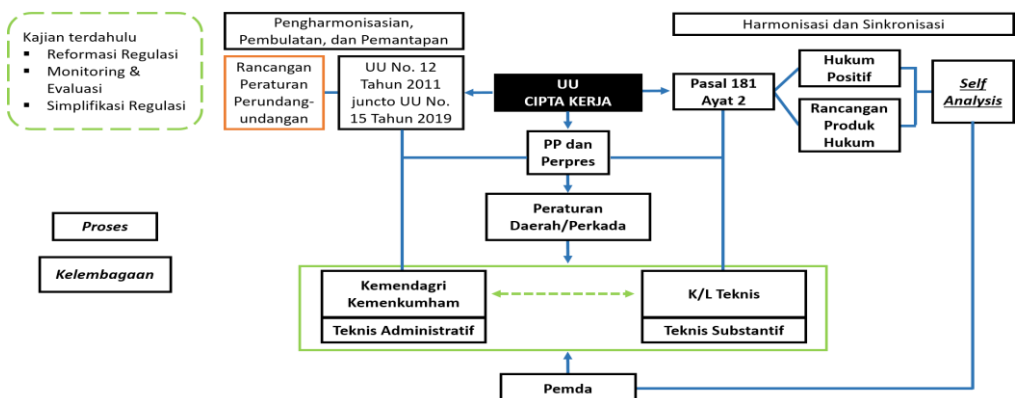 Kajian terdahulu
▪ Reformasi Regulasi
▪ Monitoring &
Evaluasi
▪ Simplifikasi Regulasi
Pengharmonisasian,
Pembulatan, dan Pemantapan
Harmonisasi dan Sinkronisasi
Rancangan
Peraturan
Perundang-
undangan
UU No. 12
Tahun 2011
juncto UU No.
15 Tahun 2019
UU
CIPTA KERJA
Pasal 181
Ayat 2
Hukum
Positif
Rancangan
Produk
Hukum
Self
Analysis
PP dan
Perpres
Peraturan
Daerah/Perkada
Proses
Kelembagaan
Kemendagri
Kemenkumham
Teknis Administratif
K/L Teknis
Teknis Substantif
Pemda